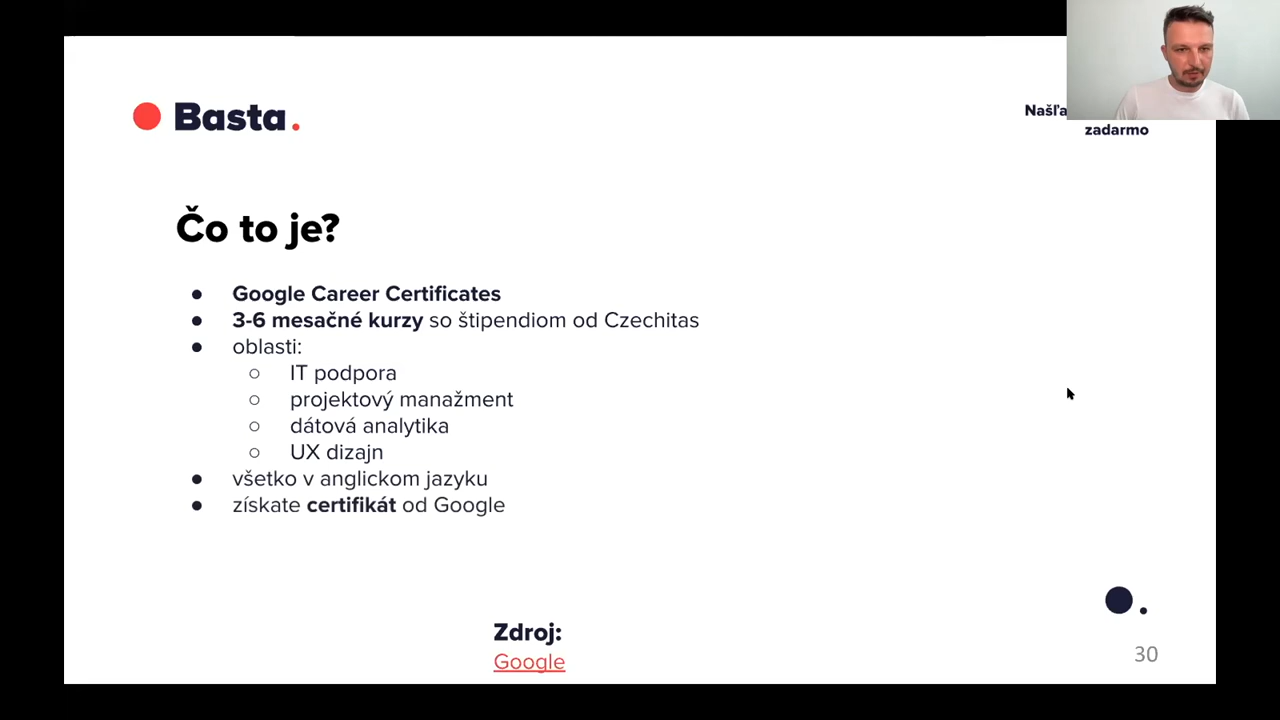 Basta.
Našľa
zadarmo
Čo to je?
● Google Career Certificates
● 3-6 mesačné kurzy so štipendiom od Czechitas
● oblasti:
○ IT podpora
○ projektový manažment
○ dátová analytika
○ UX dizajn
● všetko v anglickom jazyku
● získate certifikát od Google
Zdroj:
Google
30